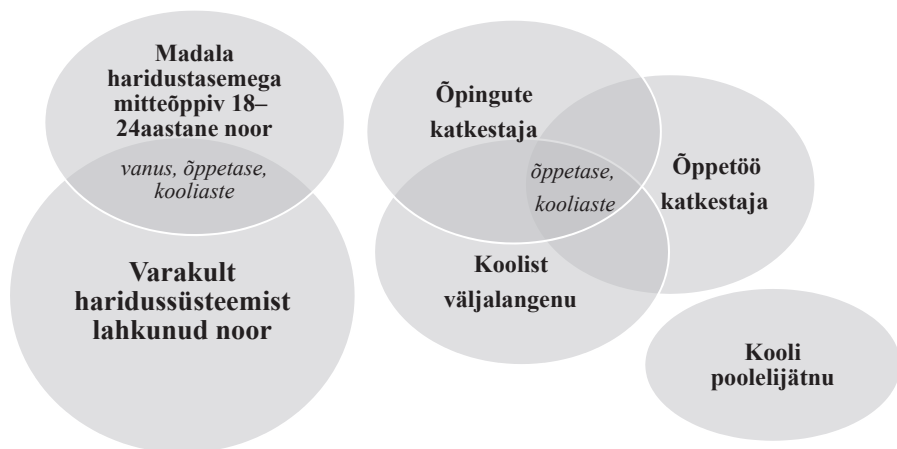 Madala
haridustasemega
mitteõppiv 18–
24aastane noor
vanus, õppetase,
kooliaste
Varakult
haridussüsteemist
lahkunud noor
Õpingute
katkestaja
õppetase,
kooliaste
Õppetöö
katkestaja
Koolist
väljalangenu
Kooli
poolelijätnu